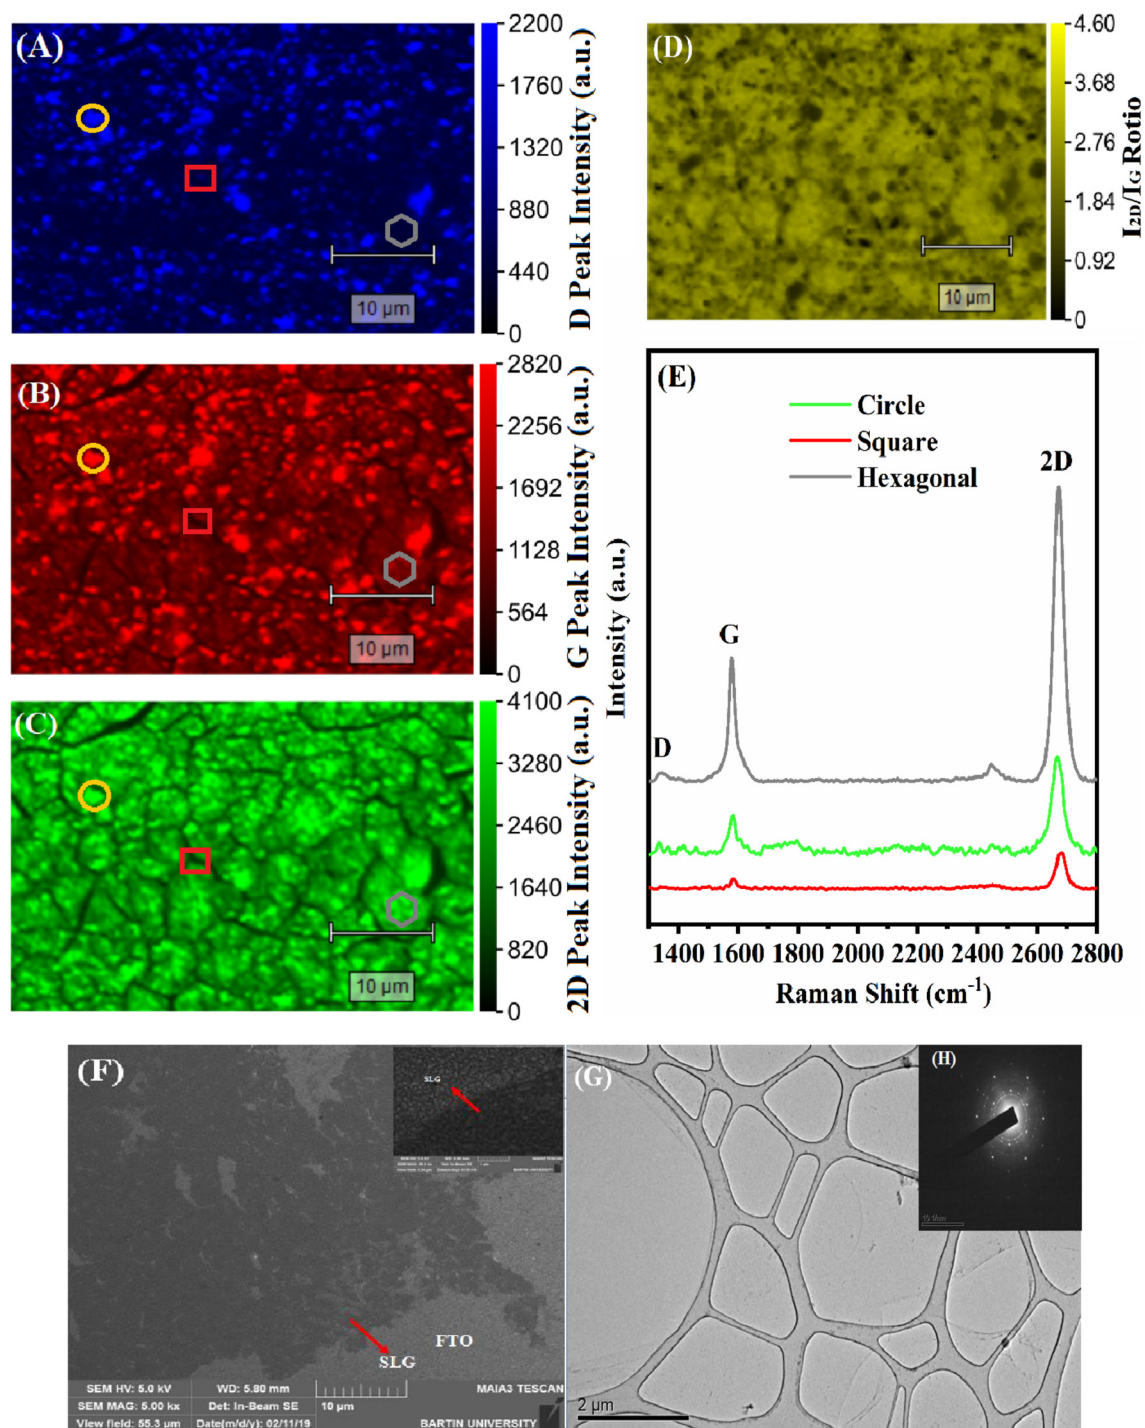 (A)
2200
1760
1320
880
440
0
D Peak Intensity (a.u.)
10 µm
(D)
4.60
3.68
2.76
1.84
0.92
0
I2D/IG Rotio
10 µm
(B)
2820
2256
1692
1128
564
0
G Peak Intensity (a.u.)
10 µm
(C)
4100
3280
2460
1640
820
0
2D Peak Intensity (a.u.)
10 µm
(E)
Circle
Square
Hexagonal
2D
G
D
Intensity (a.u.)
1400 1600 1800 2000 2200 2400 2600 2800
Raman Shift (cm-1)
(F)
SLG
BARTIN UNIVERSITY
FTO
SLG
SEM HV: 5.0 kV WD: 5.80 mm MAIA3 TESCAN
SEM MAG: 5.00 kx Det: In-Beam SE 10 µm
View field: 55.3 µm Date(m/d/y): 02/11/19 BARTIN UNIVERSITY
(G)
2 µm
(H)